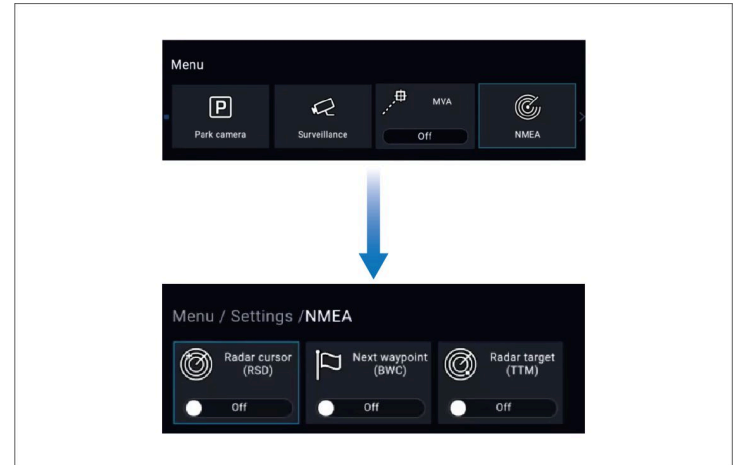 Menu
P
Park camera
Surveillance
MVA
Off
NMEA
Menu / Settings /NMEA
Radar cursor
(RSD)
Off
Next waypoint
(BWC)
Off
Radar target
(TTM)
Off